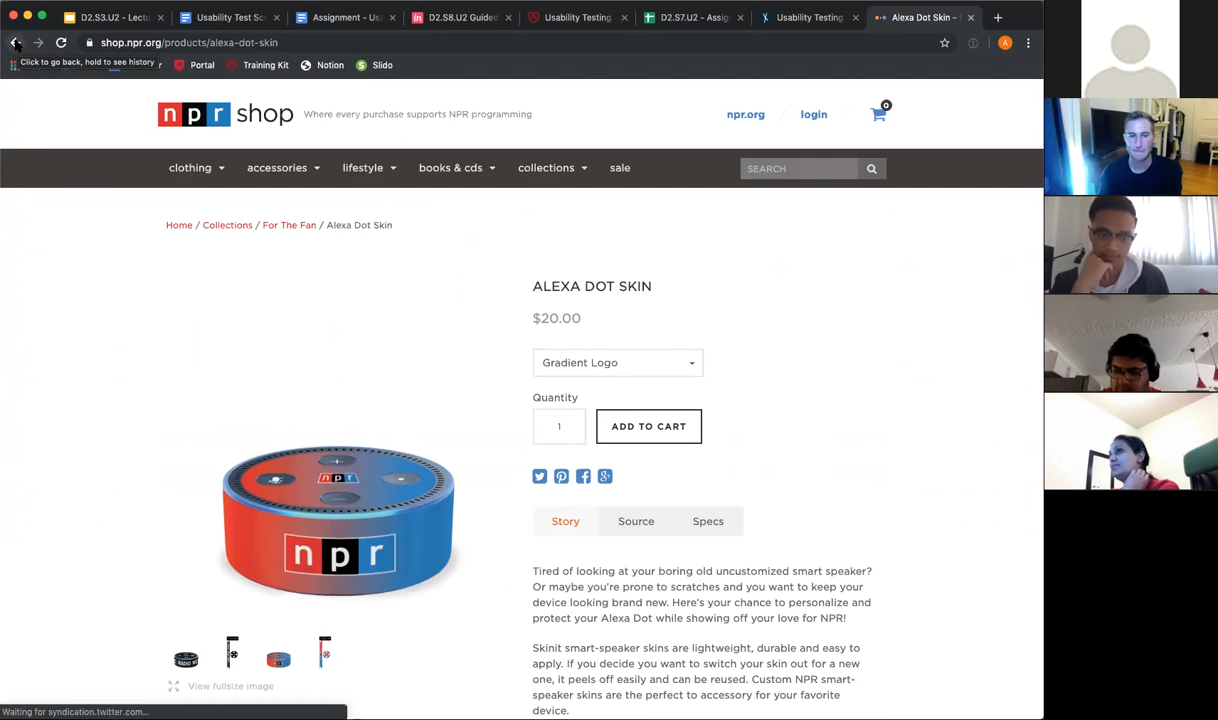 D2.S3.U2 - Lectu
Usability Test Scr
Assignment - Usa
D2.S8.U2 Guided
Usability Testing
D2.S7.U2 - Assig
Usability Testing
Alexa Dot Skin –
shop.npr.org/products/alexa-dot-skin
A
Click to go back, hold to see history
Portal
Training Kit
Notion
Slido
npr shop
Where every purchase supports NPR programming
npr.org
login
0
clothing
accessories
lifestyle
books & cds
collections
sale
SEARCH
Home / Collections / For The Fan / Alexa Dot Skin
ALEXA DOT SKIN
$20.00
Gradient Logo
Quantity
1
ADD TO CART
npr
npr
Story
Source
Specs
Tired of looking at your boring old uncustomized smart speaker?
Or maybe you're prone to scratches and you want to keep your
device looking brand new. Here's your chance to personalize and
protect your Alexa Dot while showing off your love for NPR!
Skinit smart-speaker skins are lightweight, durable and easy to
apply. If you decide you want to switch your skin out for a new
one, it peels off easily and can be reused. Custom NPR smart-
speaker skins are the perfect to accessory for your favorite
device.
View fullsize image
Waiting for syndication.twitter.com...